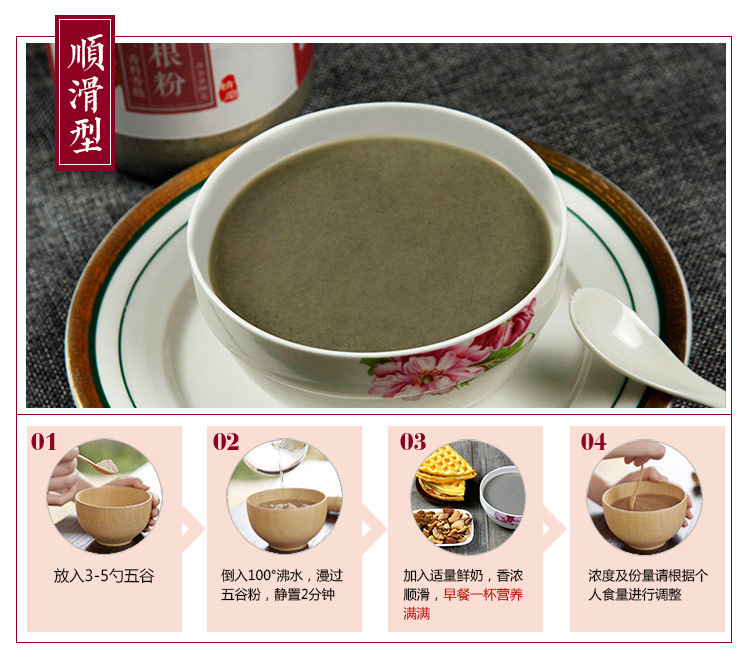 順滑型
根粉
01
02
03
04
放入3-5勺五谷
倒入100°沸水，漫过
五谷粉，静置2分钟
加入适量鲜奶，香浓
顺滑，早餐一杯营养
满满
浓度及份量请根据个
人食量进行调整